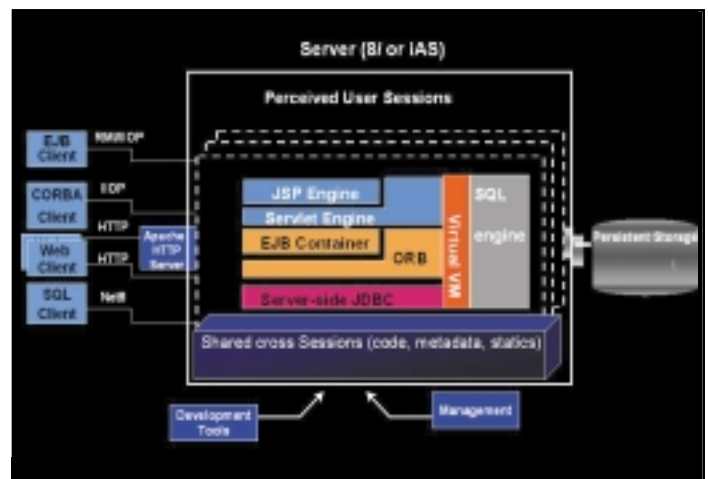 Server (8i or iAS)
Perceived User Sessions
EJB
Client
RMI/IIOP
CORBA
Client
IIOP
HTTP
Web
Client
HTTP
Apache
HTTP
Server
SQL
Client
Net8
JSP Engine
Servlet Engine
EJB Container
ORB
Server-side JDBC
Virtual VM
SQL
engine
Persistent Storage
Shared cross Sessions (code, metadata, statics)
Development
Tools
Management